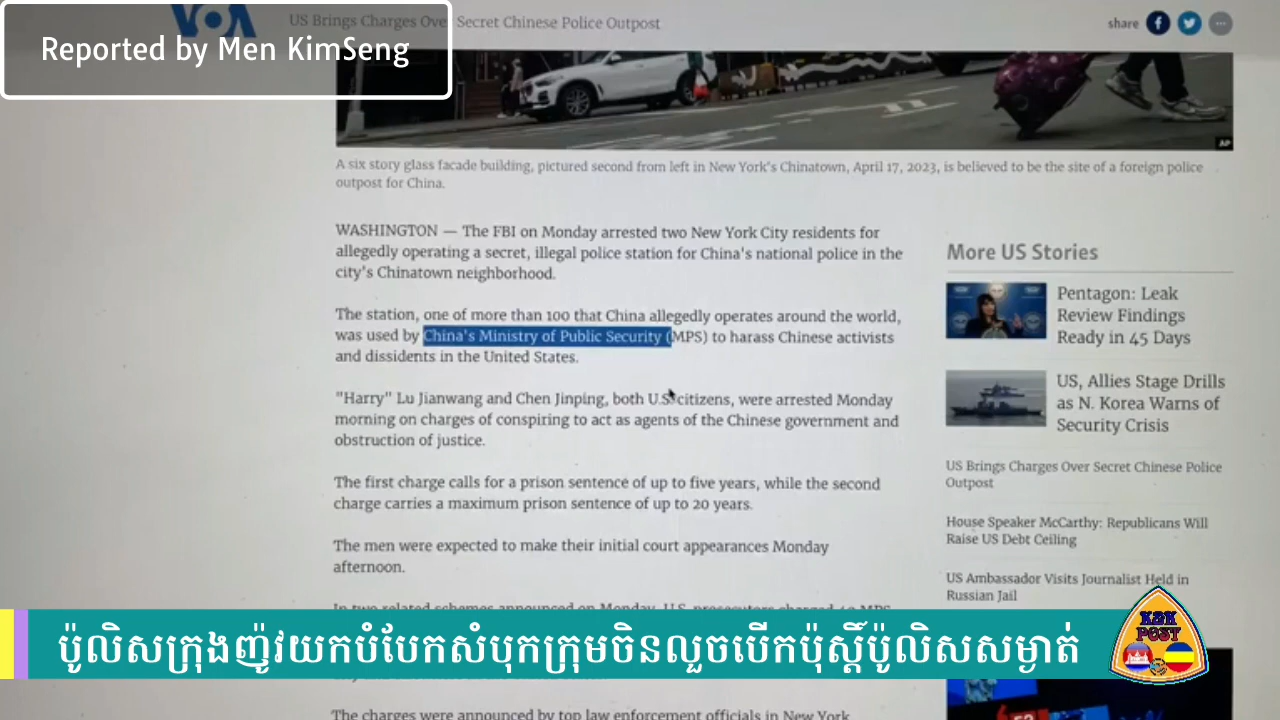 VOA
US Brings Charges Over Secret Chinese Police Outpost
share
Reported by Men KimSeng
AP
A six story glass facade building, pictured second from left in New York's Chinatown, April 17, 2023, is believed to be the site of a foreign police
outpost for China.
WASHINGTON — The FBI on Monday arrested two New York City residents for
allegedly operating a secret, illegal police station for China's national police in the
city's Chinatown neighborhood.
The station, one of more than 100 that China allegedly operates around the world,
was used by China's Ministry of Public Security (MPS) to harass Chinese activists
and dissidents in the United States.
"Harry" Lu Jianwang and Chen Jinping, both U.S. citizens, were arrested Monday
morning on charges of conspiring to act as agents of the Chinese government and
obstruction of justice.
The first charge calls for a prison sentence of up to five years, while the second
charge carries a maximum prison sentence of up to 20 years.
The men were expected to make their initial court appearances Monday
afternoon.
In two related schemes announced on Monday, U.S. prosecutors charged 40 MPS
The charges were announced by top law enforcement officials in New York
More US Stories
Pentagon: Leak
Review Findings
Ready in 45 Days
US, Allies Stage Drills
as N. Korea Warns of
Security Crisis
US Brings Charges Over Secret Chinese Police
Outpost
House Speaker McCarthy: Republicans Will
Raise US Debt Ceiling
US Ambassador Visits Journalist Held in
Russian Jail
ប៉ូលិសក្រុងញ៉ូវយកបំបែកសំបុកក្រុមចិនលួចបើកប៉ុស្តិ៍ប៉ូលិសសម្ងាត់
K2K
POST